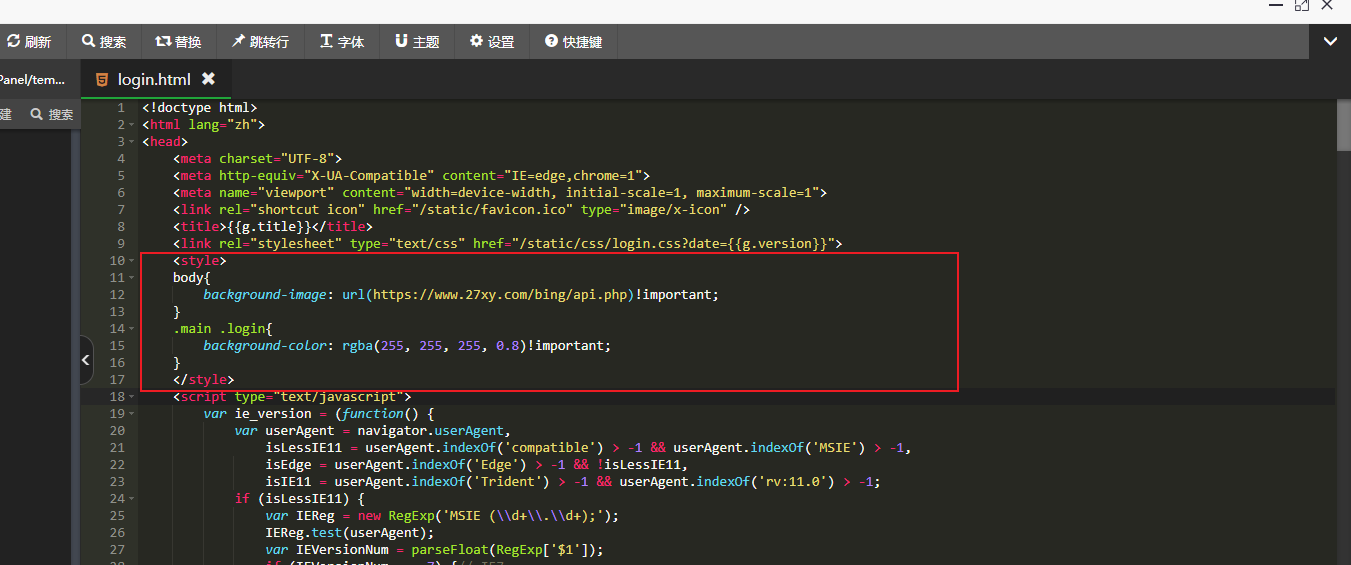 刷新 搜索 替换 跳转行 字体 主题 设置 快捷键
Panel/tem... login.html
建 搜索
1 <!doctype html>
2 <html lang="zh">
3 <head>
4 <meta charset="UTF-8">
5 <meta http-equiv="X-UA-Compatible" content="IE=edge,chrome=1">
6 <meta name="viewport" content="width=device-width, initial-scale=1, maximum-scale=1">
7 <link rel="shortcut icon" href="/static/favicon.ico" type="image/x-icon" />
8 <title>{{g.title}}</title>
9 <link rel="stylesheet" type="text/css" href="/static/css/login.css?date={{g.version}}">
10 <style>
11 body{
12 background-image: url(https://www.27xy.com/bing/api.php)!important;
13 }
14 .main .login{
15 background-color: rgba(255, 255, 255, 0.8)!important;
16 }
17 </style>
18 <script type="text/javascript">
19 var ie_version = (function() {
20 var userAgent = navigator.userAgent,
21 isLessIE11 = userAgent.indexOf('compatible') > -1 && userAgent.indexOf('MSIE') > -1,
22 isEdge = userAgent.indexOf('Edge') > -1 && !isLessIE11,
23 isIE11 = userAgent.indexOf('Trident') > -1 && userAgent.indexOf('rv:11.0') > -1;
24 if (isLessIE11) {
25 var IEReg = new RegExp('MSIE (\\d+\\.\\d+);');
26 IEReg.test(userAgent);
27 var IEVersionNum = parseFloat(RegExp['$1']);